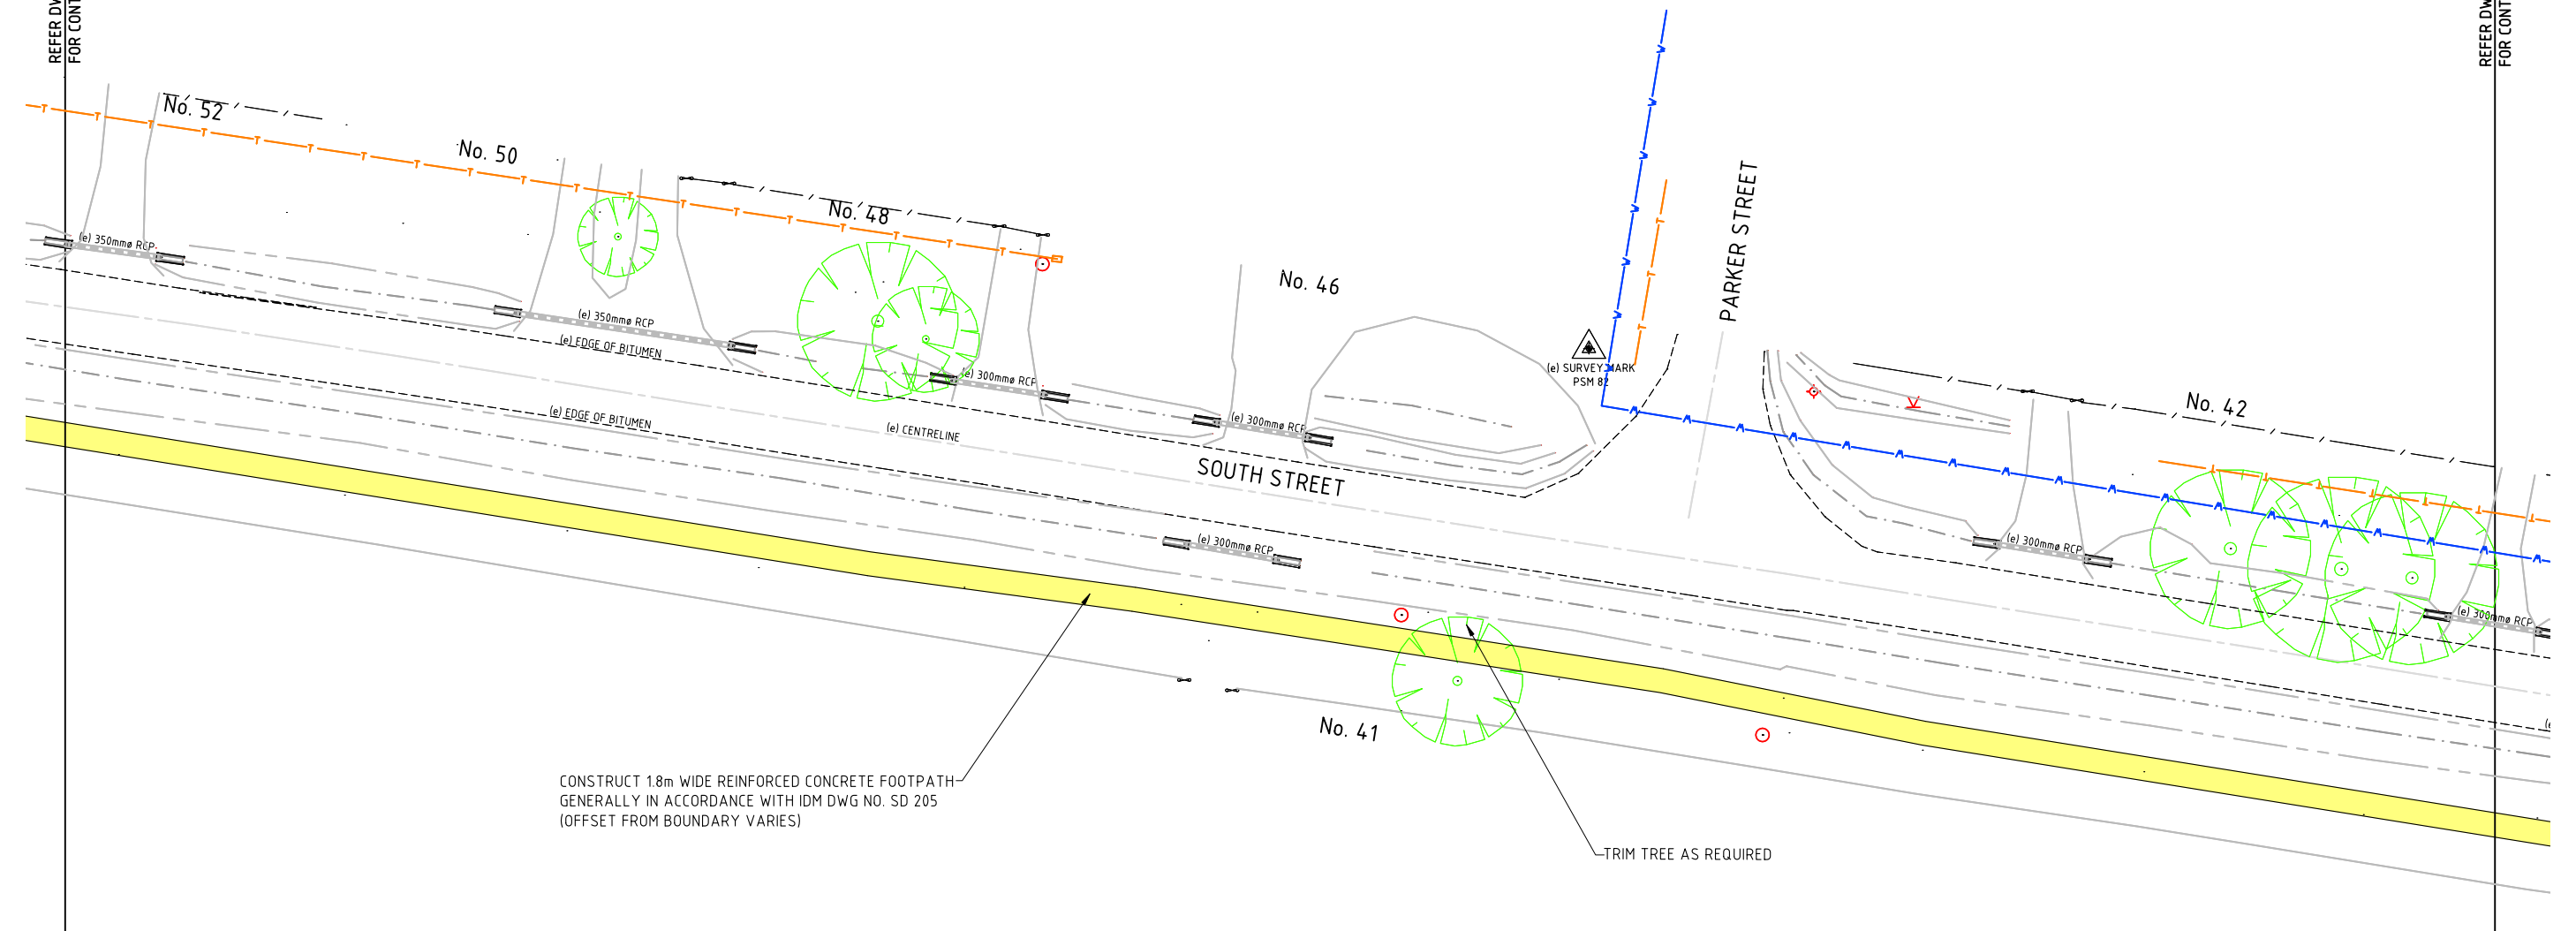 REFER DW
FOR CONT
REFER DW
FOR CONT
No. 52
No. 50
No. 48
No. 46
PARKER STREET
No. 42
(e) 350mmø RCP
(e) 350mmø RCP
(e) EDGE OF BITUMEN
(e) 300mmø RCP
(e) 300mmø RCP
(e) SURVEY MARK
PSM 82
(e) EDGE OF BITUMEN
(e) CENTRELINE
SOUTH STREET
(e) 300mmø RCP
(e) 300mmø RCP
(e) 300mmø RCP
No. 41
CONSTRUCT 1.8m WIDE REINFORCED CONCRETE FOOTPATH
GENERALLY IN ACCORDANCE WITH IDM DWG NO. SD 205
(OFFSET FROM BOUNDARY VARIES)
TRIM TREE AS REQUIRED